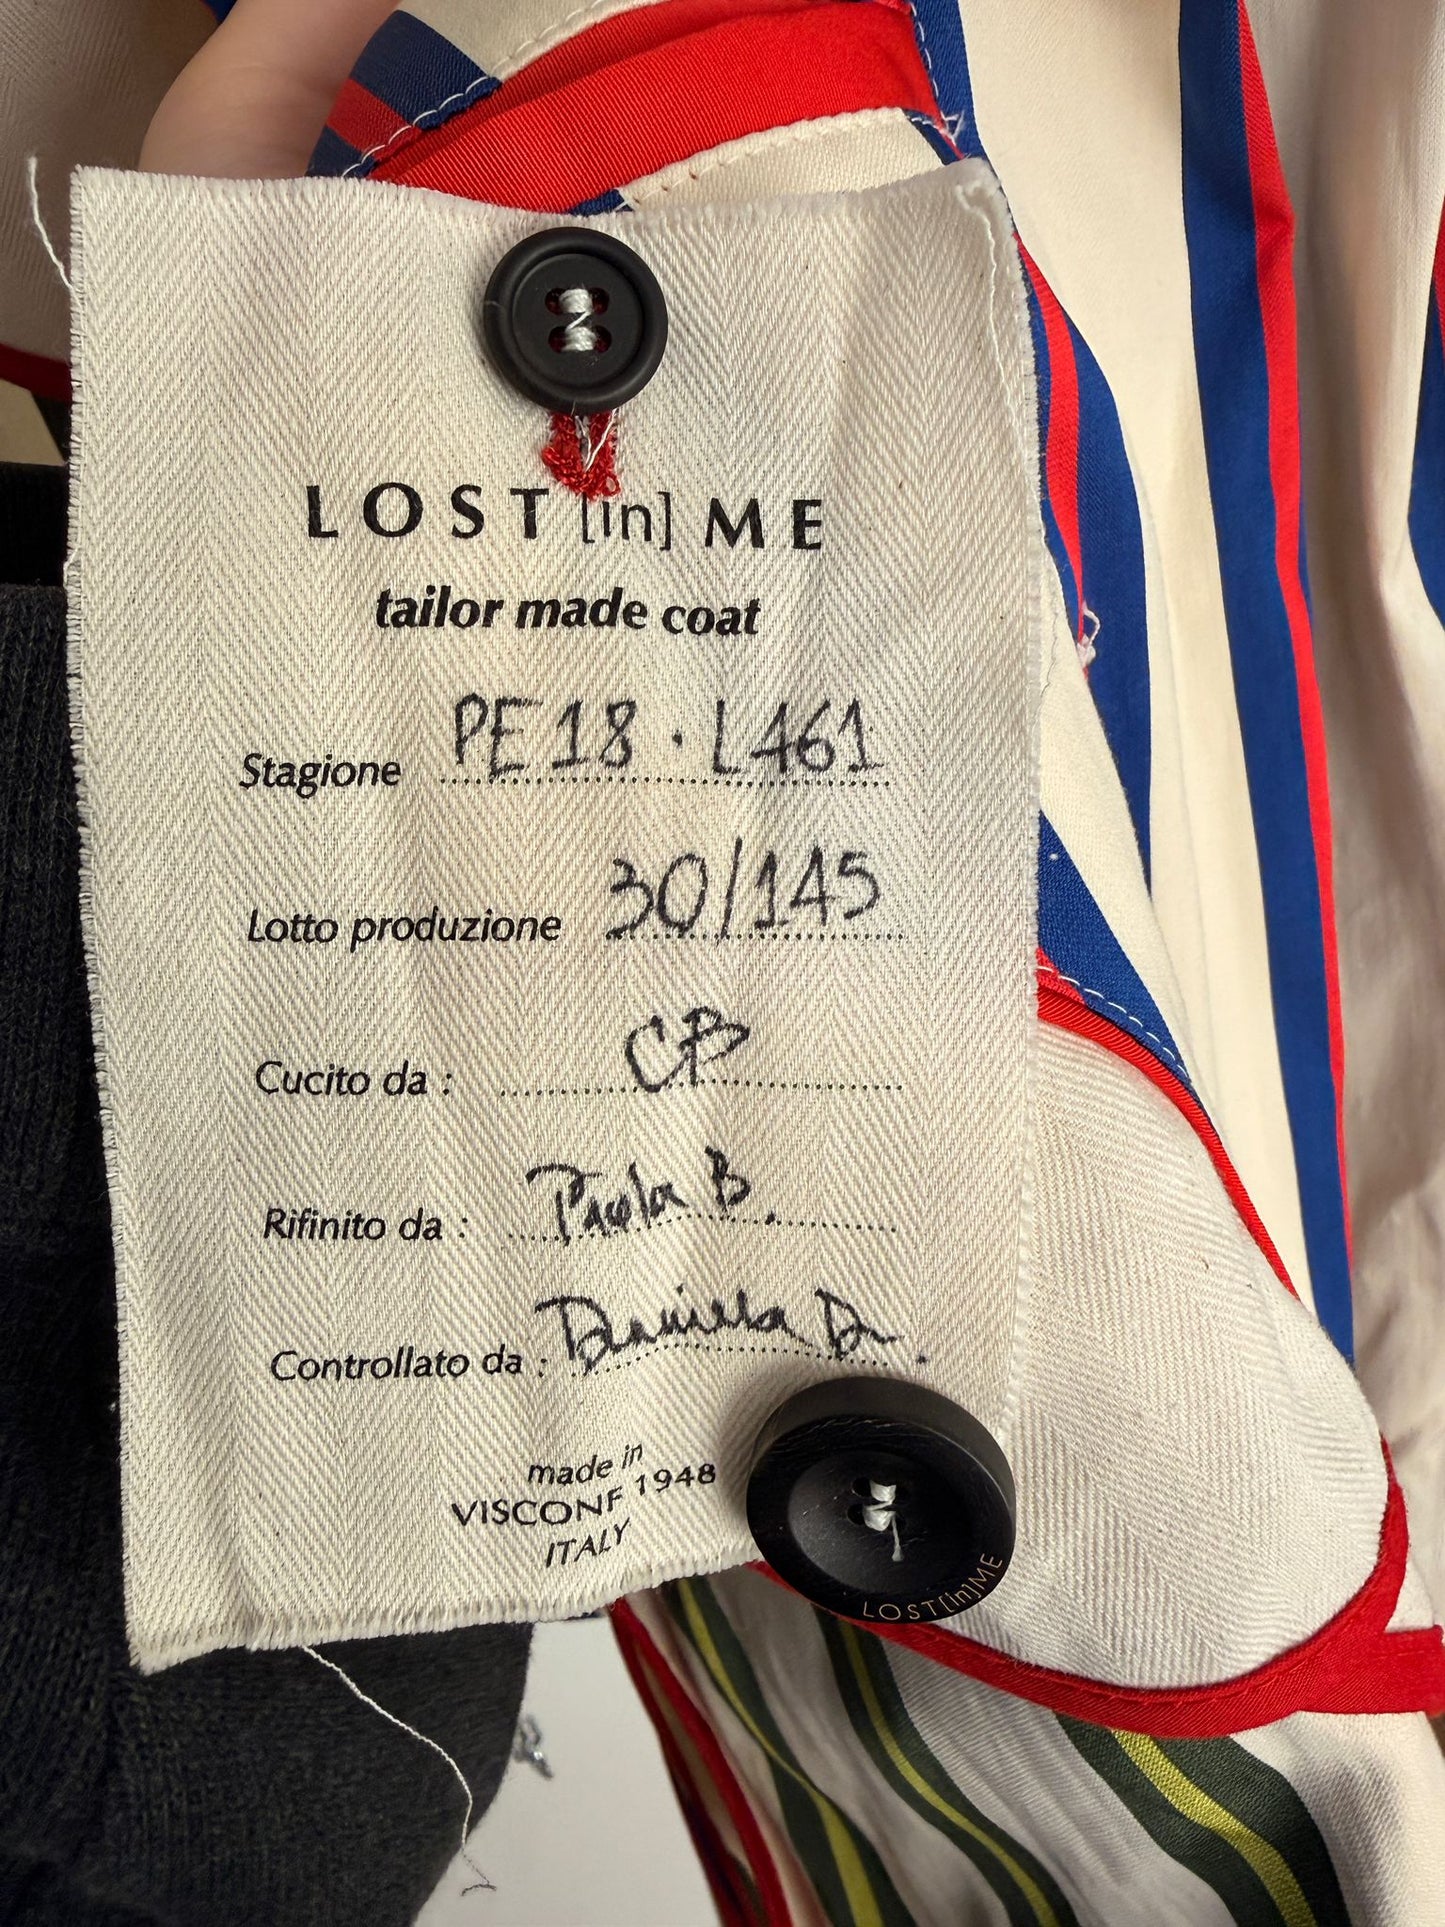 LOST [in] ME
tailor made coat
Stagione PE18 · L461
Lotto produzione 30/145
Cucito da : CB
Rifinito da : Paola B.
Controllato da : Daniela D.
made in
VISCONF 1948
ITALY
LOST[in]ME